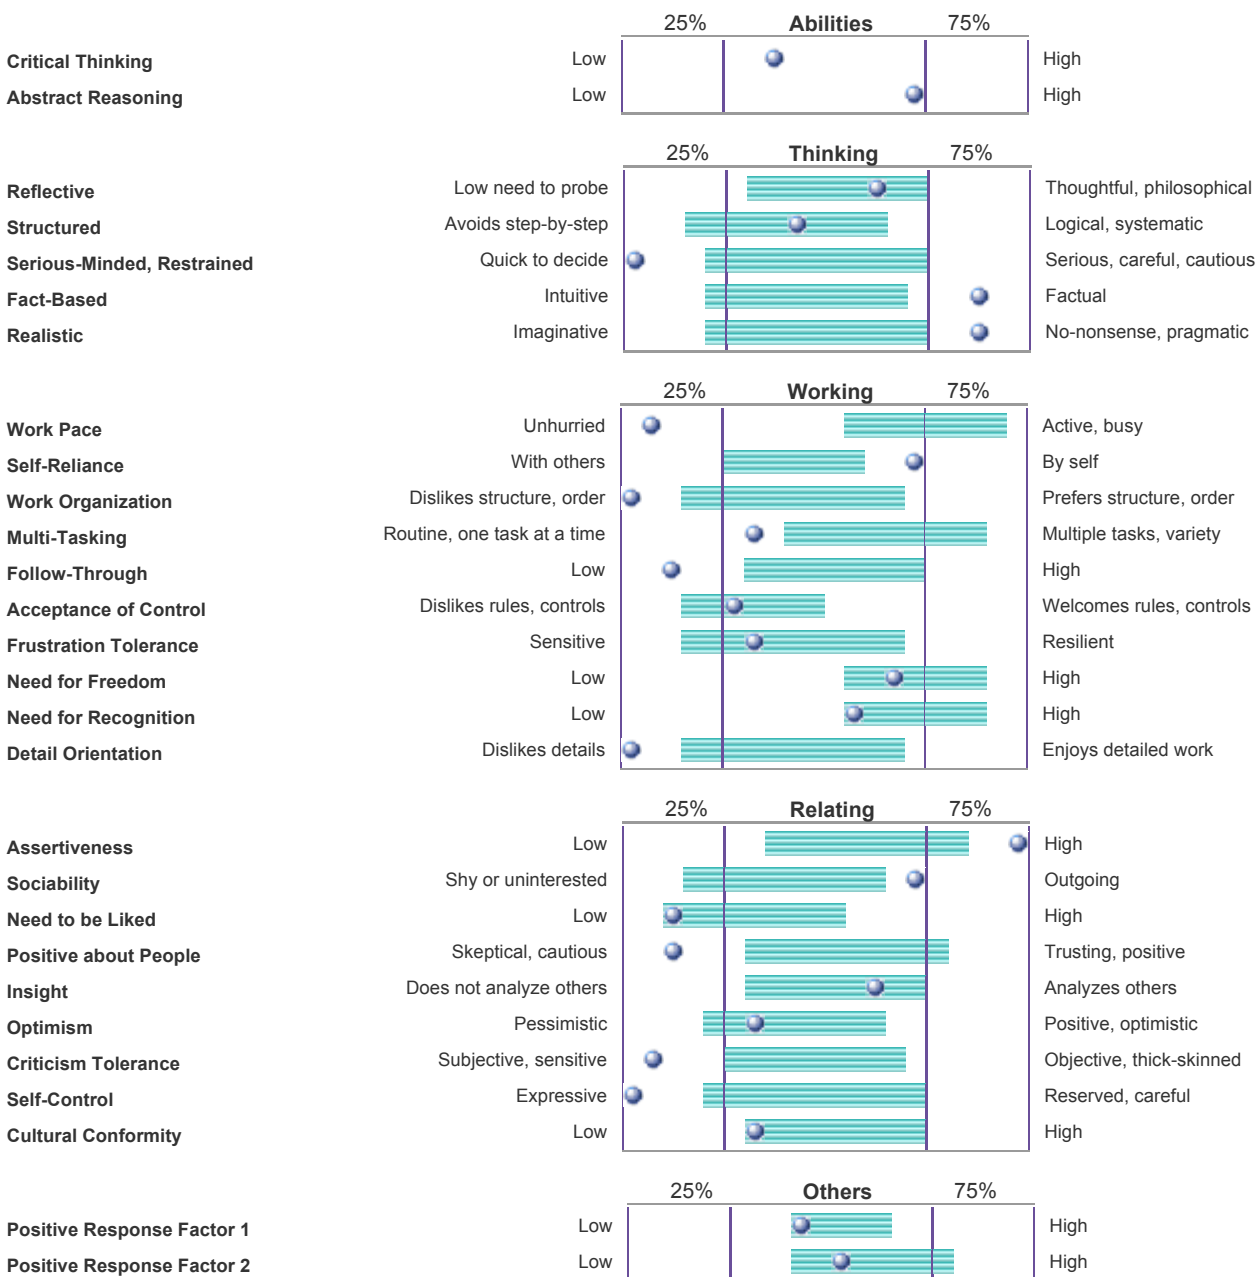 25% Abilities 75%
Critical Thinking Low High
Abstract Reasoning Low High
25% Thinking 75%
Reflective Low need to probe Thoughtful, philosophical
Structured Avoids step-by-step Logical, systematic
Serious-Minded, Restrained Quick to decide Serious, careful, cautious
Fact-Based Intuitive Factual
Realistic Imaginative No-nonsense, pragmatic
25% Working 75%
Work Pace Unhurried Active, busy
Self-Reliance With others By self
Work Organization Dislikes structure, order Prefers structure, order
Multi-Tasking Routine, one task at a time Multiple tasks, variety
Follow-Through Low High
Acceptance of Control Dislikes rules, controls Welcomes rules, controls
Frustration Tolerance Sensitive Resilient
Need for Freedom Low High
Need for Recognition Low High
Detail Orientation Dislikes details Enjoys detailed work
25% Relating 75%
Assertiveness Low High
Sociability Shy or uninterested Outgoing
Need to be Liked Low High
Positive about People Skeptical, cautious Trusting, positive
Insight Does not analyze others Analyzes others
Optimism Pessimistic Positive, optimistic
Criticism Tolerance Subjective, sensitive Objective, thick-skinned
Self-Control Expressive Reserved, careful
Cultural Conformity Low High
25% Others 75%
Positive Response Factor 1 Low High
Positive Response Factor 2 Low High